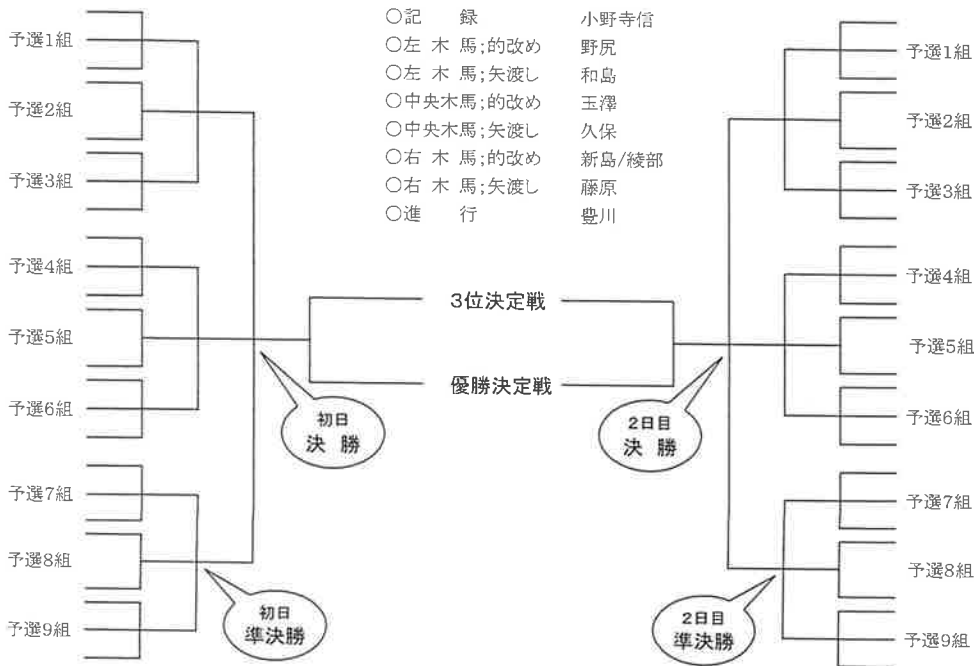 ○記　　録　　　小野寺信
○左 木 馬;的改め　野尻
○左 木 馬;矢渡し　和島
○中央木馬;的改め　玉澤
○中央木馬;矢渡し　久保
○右 木 馬;的改め　新島/綾部
○右 木 馬;矢渡し　藤原
○進　　行　　　豊川
予選1組
予選2組
予選3組
予選4組
予選5組
予選6組
予選7組
予選8組
予選9組
初日
決 勝
初日
準決勝
3位決定戦
優勝決定戦
2日目
決 勝
2日目
準決勝
予選1組
予選2組
予選3組
予選4組
予選5組
予選6組
予選7組
予選8組
予選9組